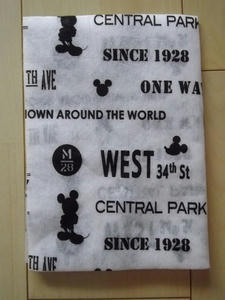 CENTRAL PARK
SINCE 1928
TH AVE
ONE WA
OWN AROUND THE WORLD
M
28
WEST 34th St
CENTRAL PARK
SINCE 1928
TH AVE